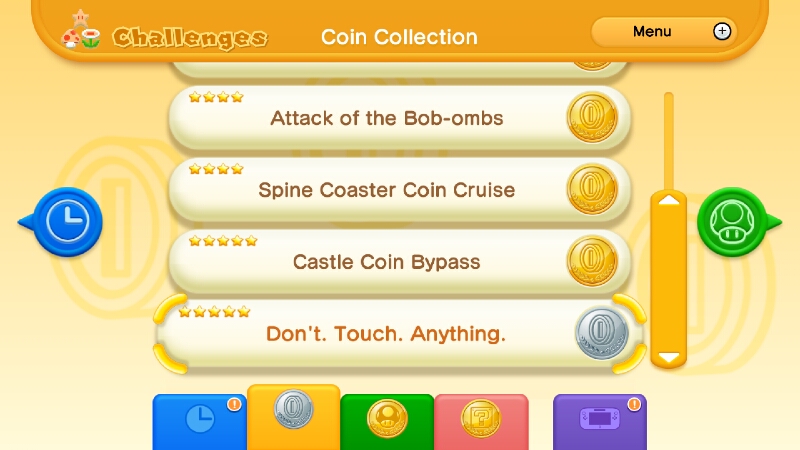 Challenges
Coin Collection
Menu
Attack of the Bob-ombs
Spine Coaster Coin Cruise
Castle Coin Bypass
Don't. Touch. Anything.